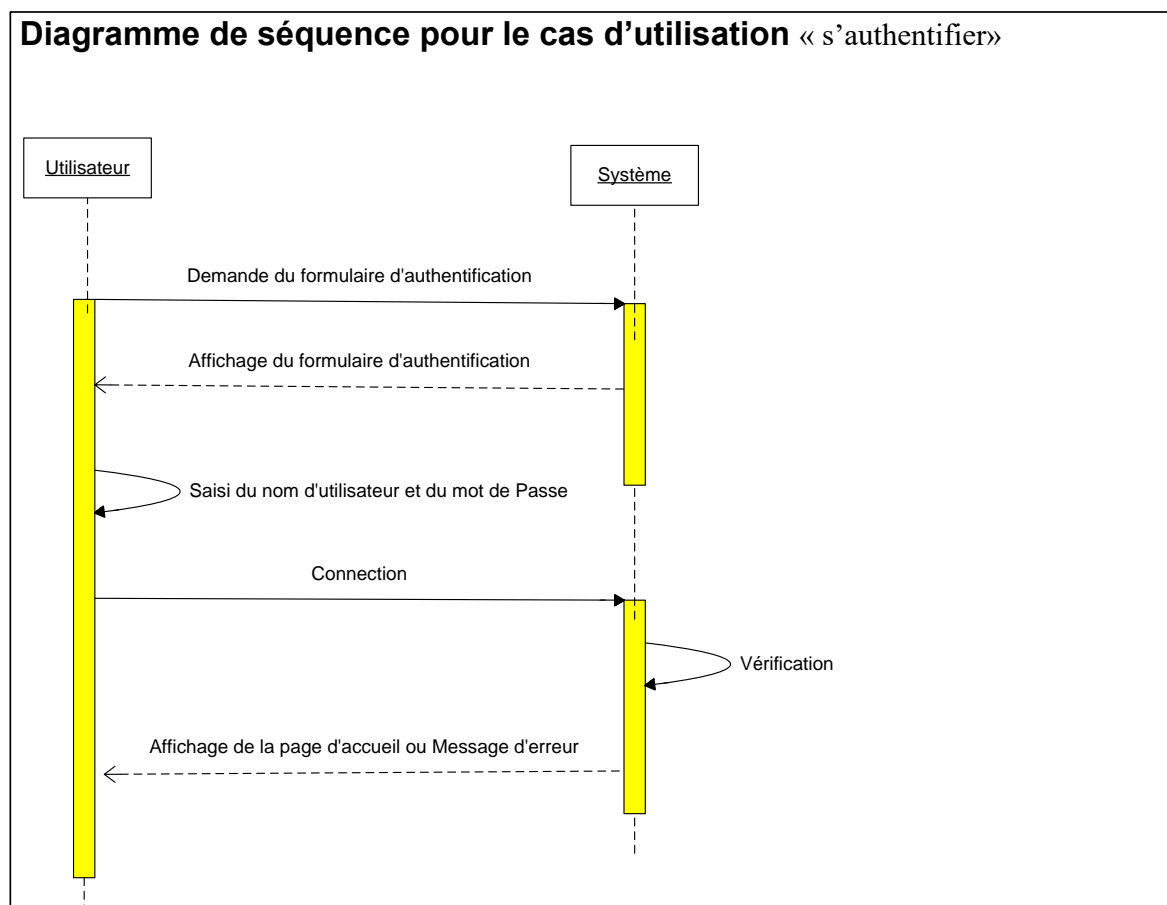 Diagramme de séquence pour le cas d’utilisation « s’authentifier»
Utilisateur
Système
Demande du formulaire d'authentification
Affichage du formulaire d'authentification
Saisi du nom d'utilisateur et du mot de Passe
Connection
Vérification
Affichage de la page d'accueil ou Message d'erreur